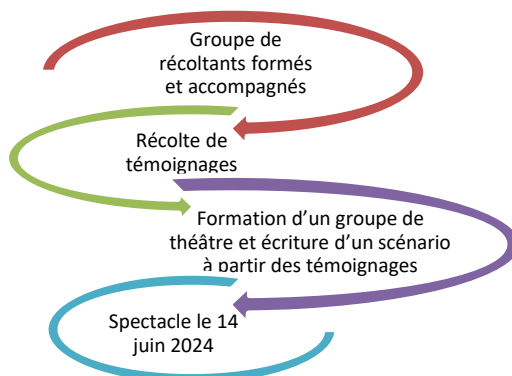 Groupe de
récoltants formés
et accompagnés
Récolte de
témoignages
Formation d’un groupe de
théâtre et écriture d’un scénario
à partir des témoignages
Spectacle le 14
juin 2024